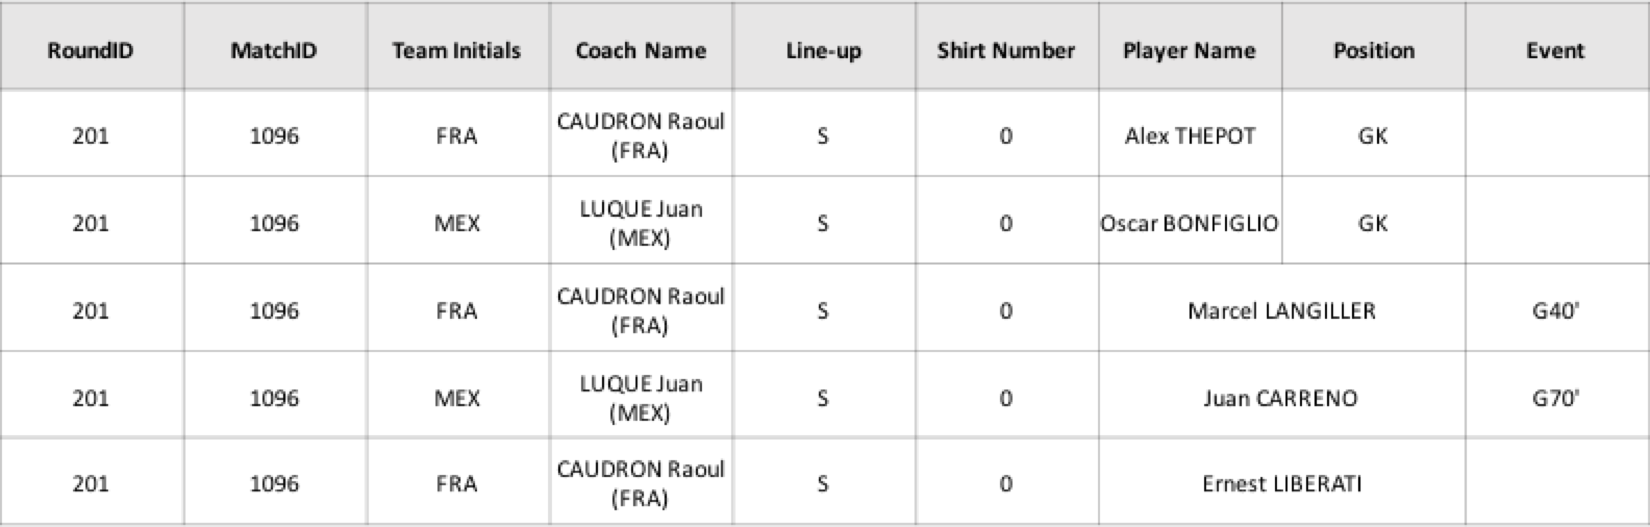 RoundID MatchID Team Initials Coach Name Line-up Shirt Number Player Name Position Event
201 1096 FRA CAUDRON Raoul (FRA) S 0 Alex THEPOT GK
201 1096 MEX LUQUE Juan (MEX) S 0 Oscar BONFIGLIO GK
201 1096 FRA CAUDRON Raoul (FRA) S 0 Marcel LANGILLER G40'
201 1096 MEX LUQUE Juan (MEX) S 0 Juan CARRENO G70'
201 1096 FRA CAUDRON Raoul (FRA) S 0 Ernest LIBERATI